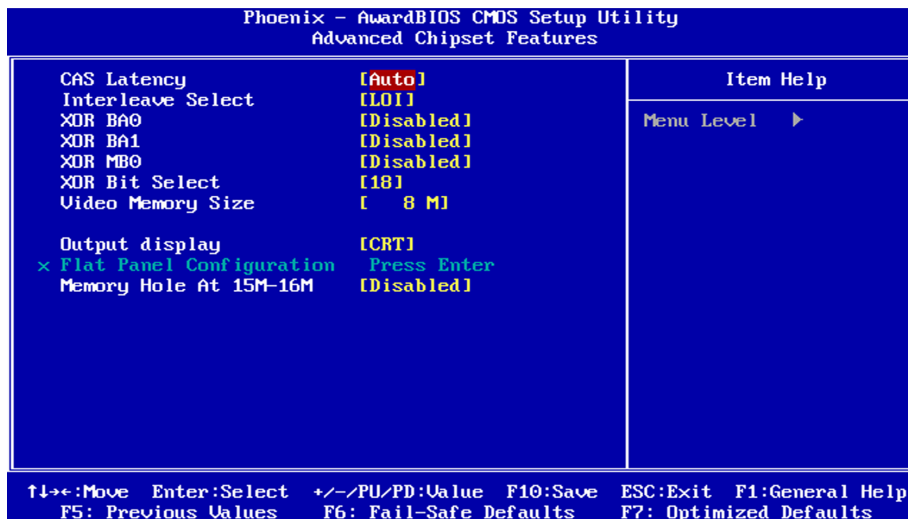 Phoenix - AwardBIOS CMOS Setup Utility
Advanced Chipset Features
CAS Latency [Auto]
Interleave Select [LOI]
XOR BA0 [Disabled]
XOR BA1 [Disabled]
XOR MB0 [Disabled]
XOR Bit Select [18]
Video Memory Size [ 8 M]
Output display [CRT]
x Flat Panel Configuration Press Enter
Memory Hole At 15M-16M [Disabled]
Item Help
Menu Level ▶
↑↓→←:Move Enter:Select +/-/PU/PD:Value F10:Save ESC:Exit F1:General Help
F5: Previous Values F6: Fail-Safe Defaults F7: Optimized Defaults